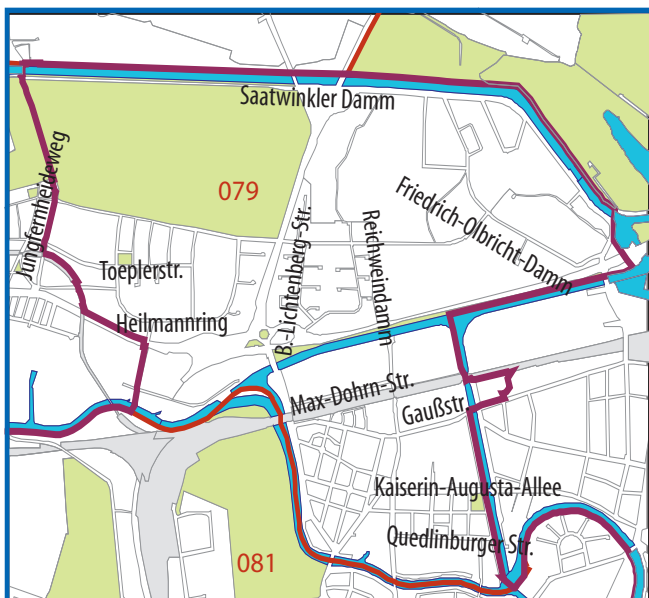 Saatwinkler Damm
Jungfernheideweg
079
Friedrich-Olbricht-Damm
B.-Lichtenberg-Str.
Reichweindamm
Toeplerstr.
Heilmannring
Max-Dohrn-Str.
Gaußstr.
Kaiserin-Augusta-Allee
Quedlinburger Str.
081